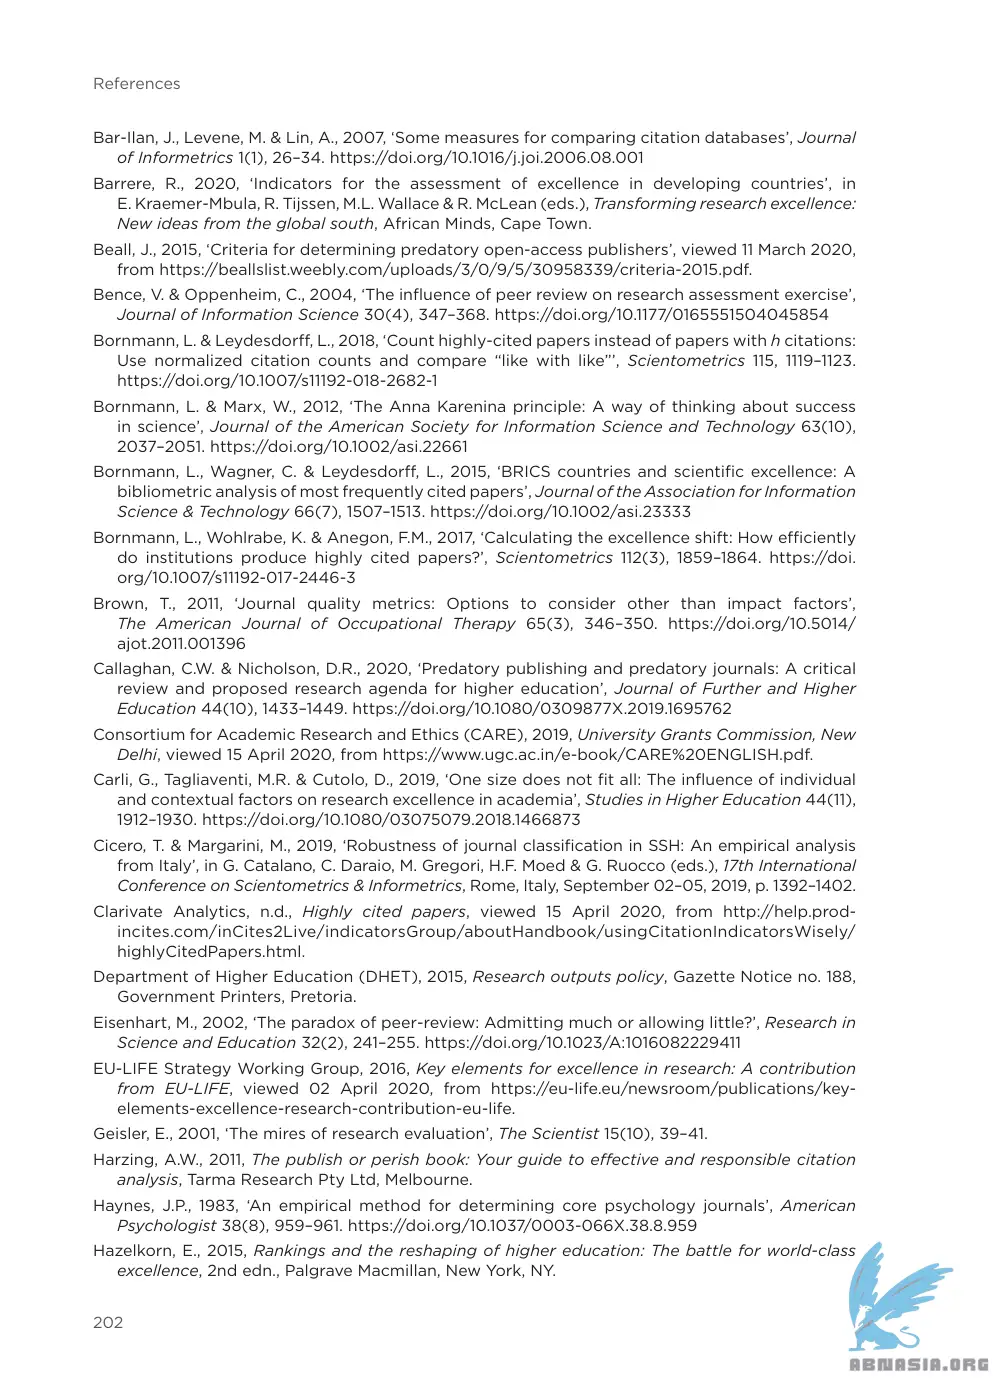 References
Bar-Ilan, J., Levene, M. & Lin, A., 2007, ‘Some measures for comparing citation databases’, Journal
of Informetrics 1(1), 26–34. https://doi.org/10.1016/j.joi.2006.08.001
Barrere, R., 2020, ‘Indicators for the assessment of excellence in developing countries’, in
E. Kraemer-Mbula, R. Tijssen, M.L. Wallace & R. McLean (eds.), Transforming research excellence:
New ideas from the global south, African Minds, Cape Town.
Beall, J., 2015, ‘Criteria for determining predatory open-access publishers’, viewed 11 March 2020,
from https://beallslist.weebly.com/uploads/3/0/9/5/30958339/criteria-2015.pdf.
Bence, V. & Oppenheim, C., 2004, ‘The influence of peer review on research assessment exercise’,
Journal of Information Science 30(4), 347–368. https://doi.org/10.1177/0165551504045854
Bornmann, L. & Leydesdorff, L., 2018, ‘Count highly-cited papers instead of papers with h citations:
Use normalized citation counts and compare “like with like”’, Scientometrics 115, 1119–1123.
https://doi.org/10.1007/s11192-018-2682-1
Bornmann, L. & Marx, W., 2012, ‘The Anna Karenina principle: A way of thinking about success
in science’, Journal of the American Society for Information Science and Technology 63(10),
2037–2051. https://doi.org/10.1002/asi.22661
Bornmann, L., Wagner, C. & Leydesdorff, L., 2015, ‘BRICS countries and scientific excellence: A
bibliometric analysis of most frequently cited papers’, Journal of the Association for Information
Science & Technology 66(7), 1507–1513. https://doi.org/10.1002/asi.23333
Bornmann, L., Wohlrabe, K. & Anegon, F.M., 2017, ‘Calculating the excellence shift: How efficiently
do institutions produce highly cited papers?’, Scientometrics 112(3), 1859–1864. https://doi.
org/10.1007/s11192-017-2446-3
Brown, T., 2011, ‘Journal quality metrics: Options to consider other than impact factors’,
The American Journal of Occupational Therapy 65(3), 346–350. https://doi.org/10.5014/
ajot.2011.001396
Callaghan, C.W. & Nicholson, D.R., 2020, ‘Predatory publishing and predatory journals: A critical
review and proposed research agenda for higher education’, Journal of Further and Higher
Education 44(10), 1433–1449. https://doi.org/10.1080/0309877X.2019.1695762
Consortium for Academic Research and Ethics (CARE), 2019, University Grants Commission, New
Delhi, viewed 15 April 2020, from https://www.ugc.ac.in/e-book/CARE%20ENGLISH.pdf.
Carli, G., Tagliaventi, M.R. & Cutolo, D., 2019, ‘One size does not fit all: The influence of individual
and contextual factors on research excellence in academia’, Studies in Higher Education 44(11),
1912–1930. https://doi.org/10.1080/03075079.2018.1466873
Cicero, T. & Margarini, M., 2019, ‘Robustness of journal classification in SSH: An empirical analysis
from Italy’, in G. Catalano, C. Daraio, M. Gregori, H.F. Moed & G. Ruocco (eds.), 17th International
Conference on Scientometrics & Informetrics, Rome, Italy, September 02–05, 2019, p. 1392–1402.
Clarivate Analytics, n.d., Highly cited papers, viewed 15 April 2020, from http://help.prod-
incites.com/inCites2Live/indicatorsGroup/aboutHandbook/usingCitationIndicatorsWisely/
highlyCitedPapers.html.
Department of Higher Education (DHET), 2015, Research outputs policy, Gazette Notice no. 188,
Government Printers, Pretoria.
Eisenhart, M., 2002, ‘The paradox of peer-review: Admitting much or allowing little?’, Research in
Science and Education 32(2), 241–255. https://doi.org/10.1023/A:1016082229411
EU-LIFE Strategy Working Group, 2016, Key elements for excellence in research: A contribution
from EU-LIFE, viewed 02 April 2020, from https://eu-life.eu/newsroom/publications/key-
elements-excellence-research-contribution-eu-life.
Geisler, E., 2001, ‘The mires of research evaluation’, The Scientist 15(10), 39–41.
Harzing, A.W., 2011, The publish or perish book: Your guide to effective and responsible citation
analysis, Tarma Research Pty Ltd, Melbourne.
Haynes, J.P., 1983, ‘An empirical method for determining core psychology journals’, American
Psychologist 38(8), 959–961. https://doi.org/10.1037/0003-066X.38.8.959
Hazelkorn, E., 2015, Rankings and the reshaping of higher education: The battle for world-class
excellence, 2nd edn., Palgrave Macmillan, New York, NY.
202
ABNASIA.ORG